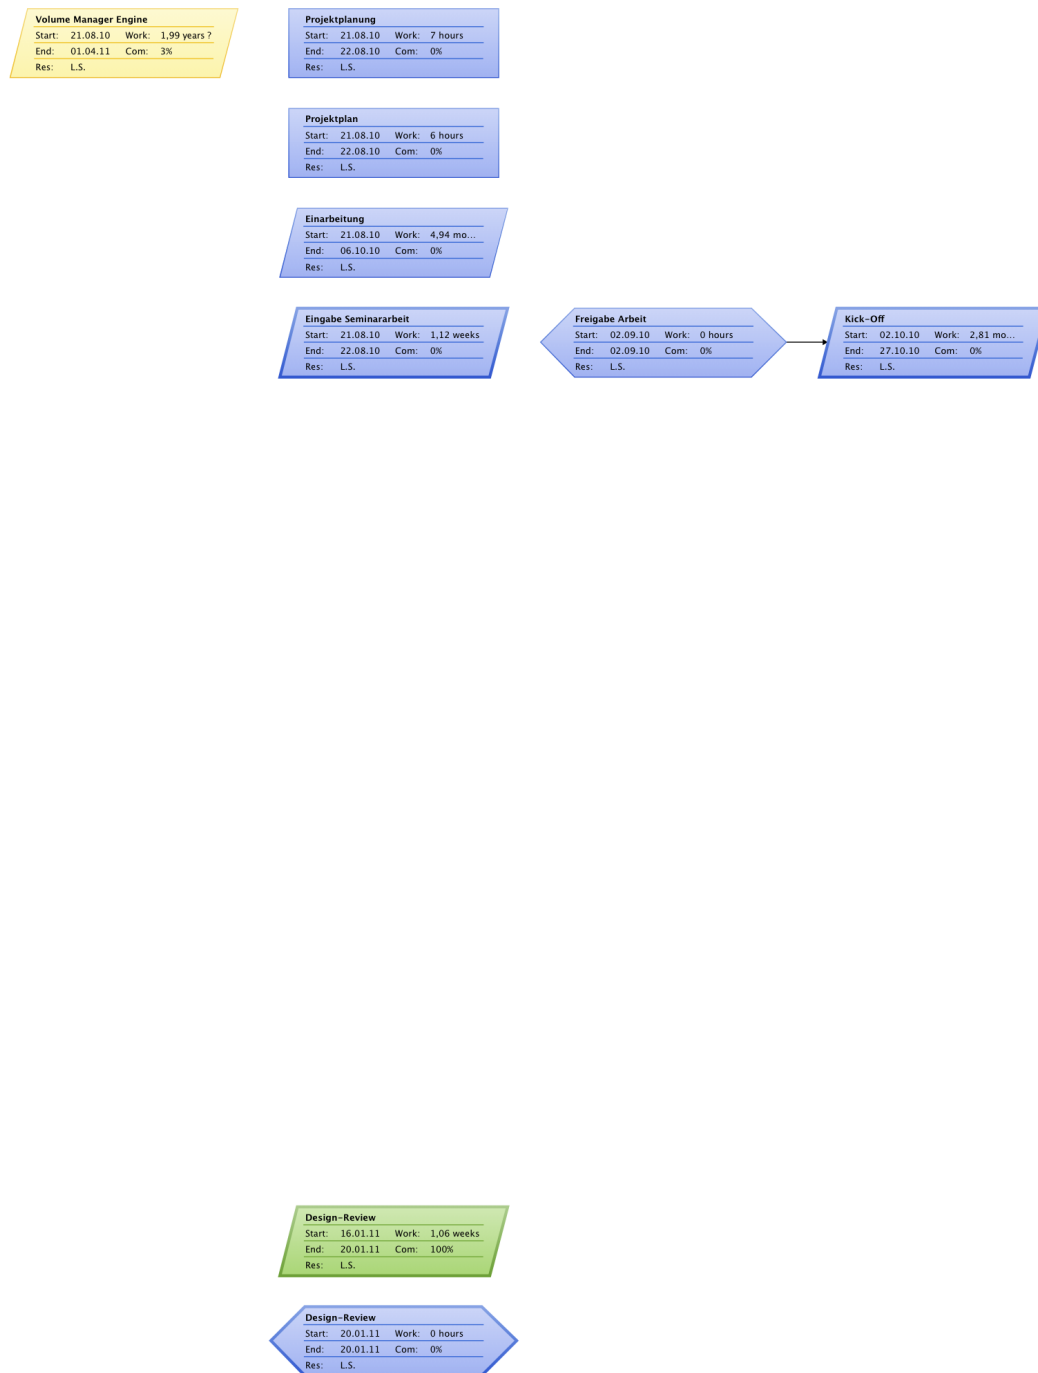 Volume Manager Engine
Start: 21.08.10 Work: 1,99 years ?
End: 01.04.11 Com: 3%
Res: L.S.
Projektplanung
Start: 21.08.10 Work: 7 hours
End: 22.08.10 Com: 0%
Res: L.S.
Projektplan
Start: 21.08.10 Work: 6 hours
End: 22.08.10 Com: 0%
Res: L.S.
Einarbeitung
Start: 21.08.10 Work: 4,94 mo...
End: 06.10.10 Com: 0%
Res: L.S.
Eingabe Seminararbeit
Start: 21.08.10 Work: 1,12 weeks
End: 22.08.10 Com: 0%
Res: L.S.
Freigabe Arbeit
Start: 02.09.10 Work: 0 hours
End: 02.09.10 Com: 0%
Res: L.S.
Kick-Off
Start: 02.10.10 Work: 2,81 mo...
End: 27.10.10 Com: 0%
Res: L.S.
Design-Review
Start: 16.01.11 Work: 1,06 weeks
End: 20.01.11 Com: 100%
Res: L.S.
Design-Review
Start: 20.01.11 Work: 0 hours
End: 20.01.11 Com: 0%
Res: L.S.